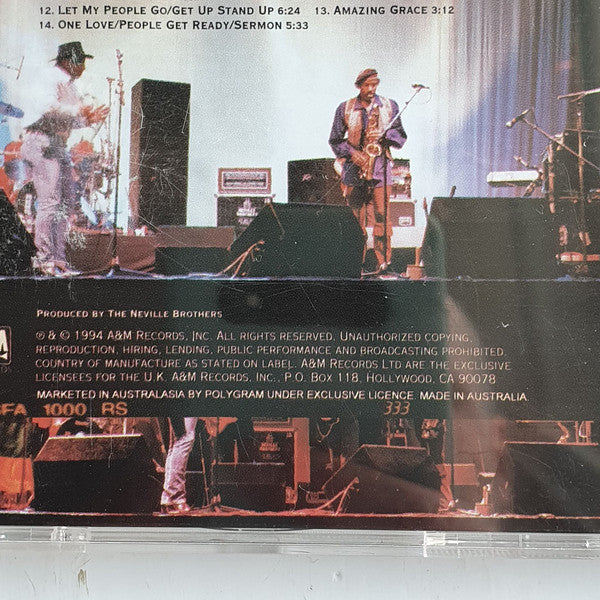 12. Let My People Go/Get Up Stand Up 6:24   13. Amazing Grace 3:12
14. One Love/People Get Ready/Sermon 5:33
Produced by The Neville Brothers
℗ & © 1994 A&M Records, Inc. All rights reserved. Unauthorized copying,
reproduction, hiring, lending, public performance and broadcasting prohibited.
Country of manufacture as stated on label. A&M Records Ltd are the exclusive
licensees for the U.K. A&M Records, Inc., P.O. Box 118, Hollywood, CA 90078
MARKETED IN AUSTRALASIA BY POLYGRAM UNDER EXCLUSIVE LICENCE. MADE IN AUSTRALIA.
SFA 1000 RS 333